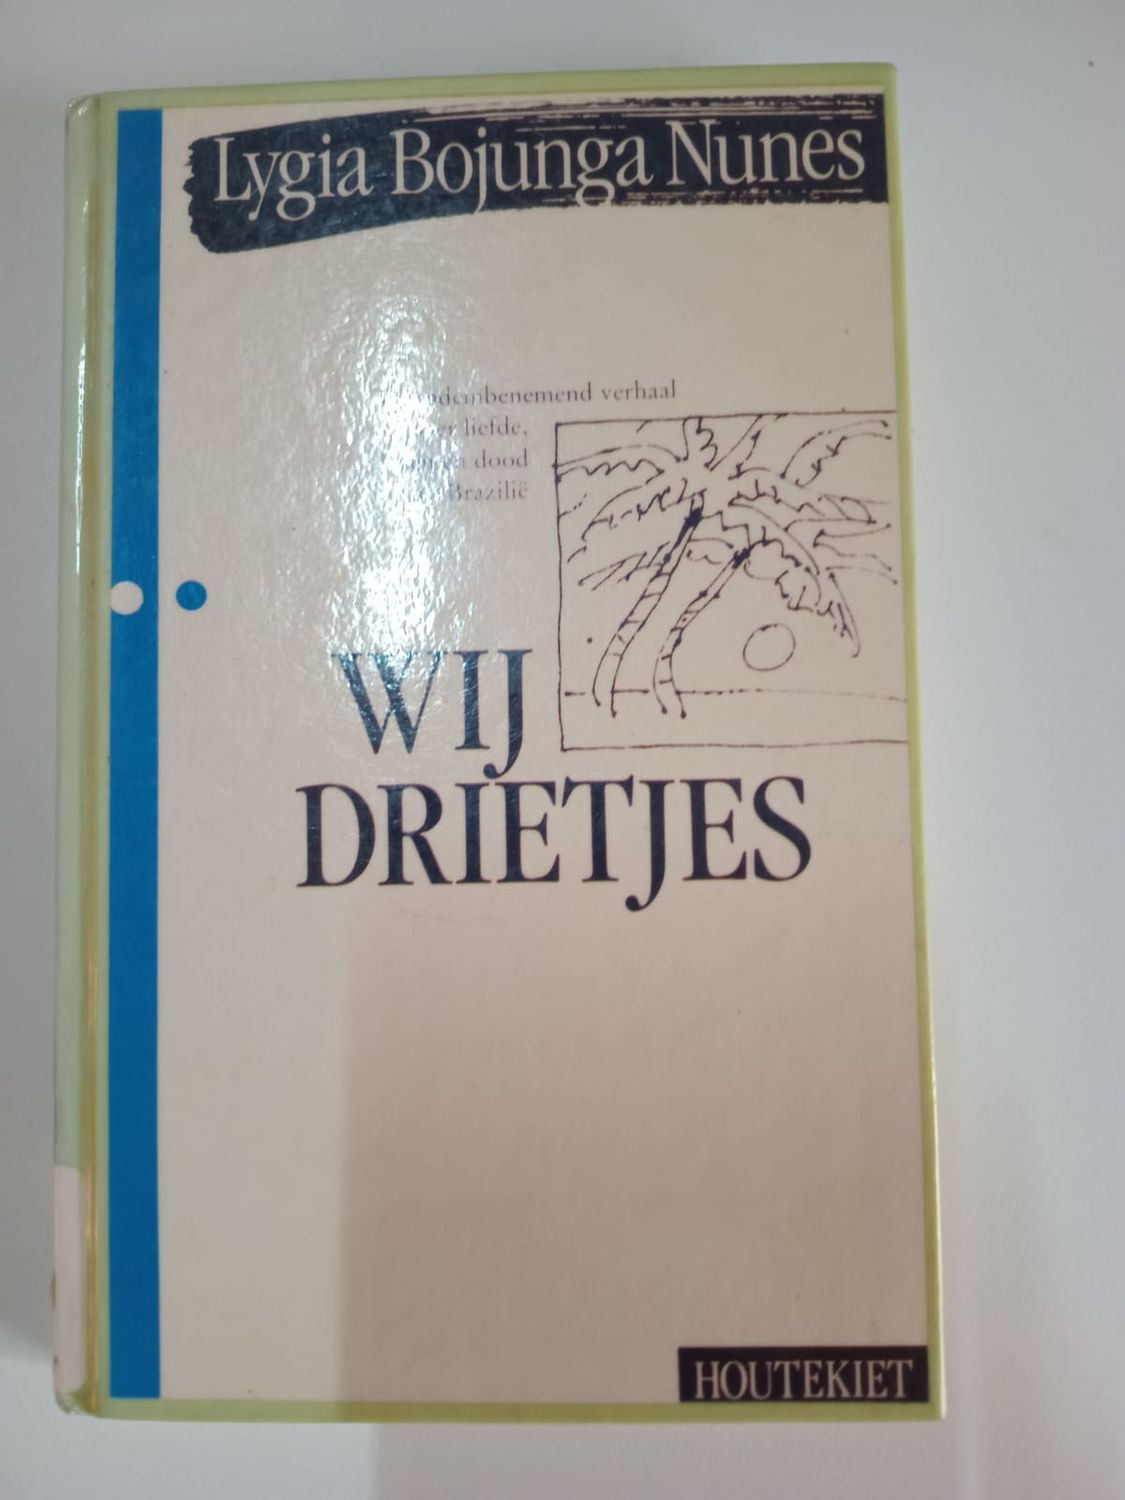 Lygia Bojunga Nunes
verhaal
liefde,
dood
Brazilië
WIJ
DRIETJES
HOUTEKIET